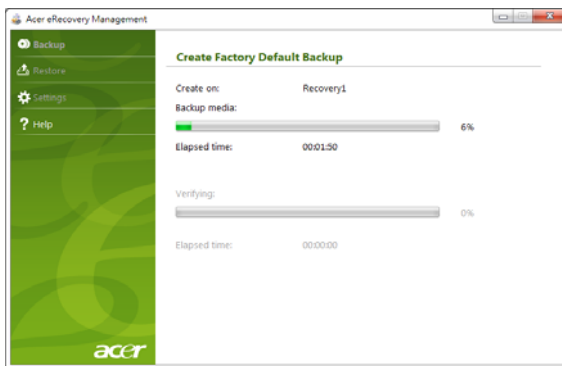 Acer eRecovery Management
Backup
Restore
Settings
Help
Create Factory Default Backup
Create on: Recovery1
Backup media:
6%
Elapsed time: 00:01:50
Verifying:
0%
Elapsed time: 00:00:00
acer